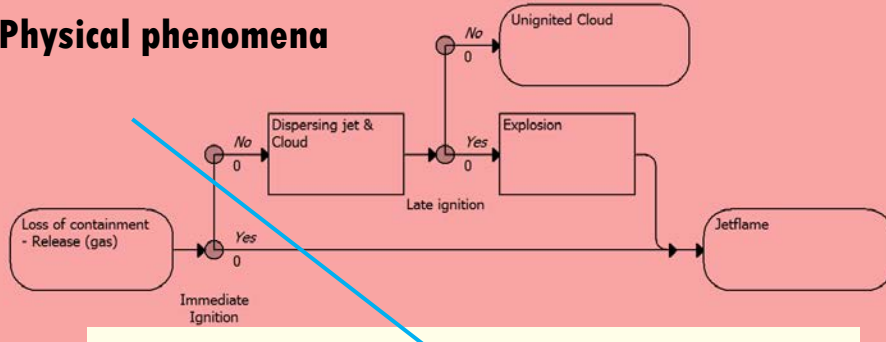 Physical phenomena
No
0
Unignited Cloud
No
0
Dispersing jet &
Cloud
Yes
0
Explosion
Late ignition
Loss of containment
- Release (gas)
Yes
0
Jetflame
Immediate
Ignition